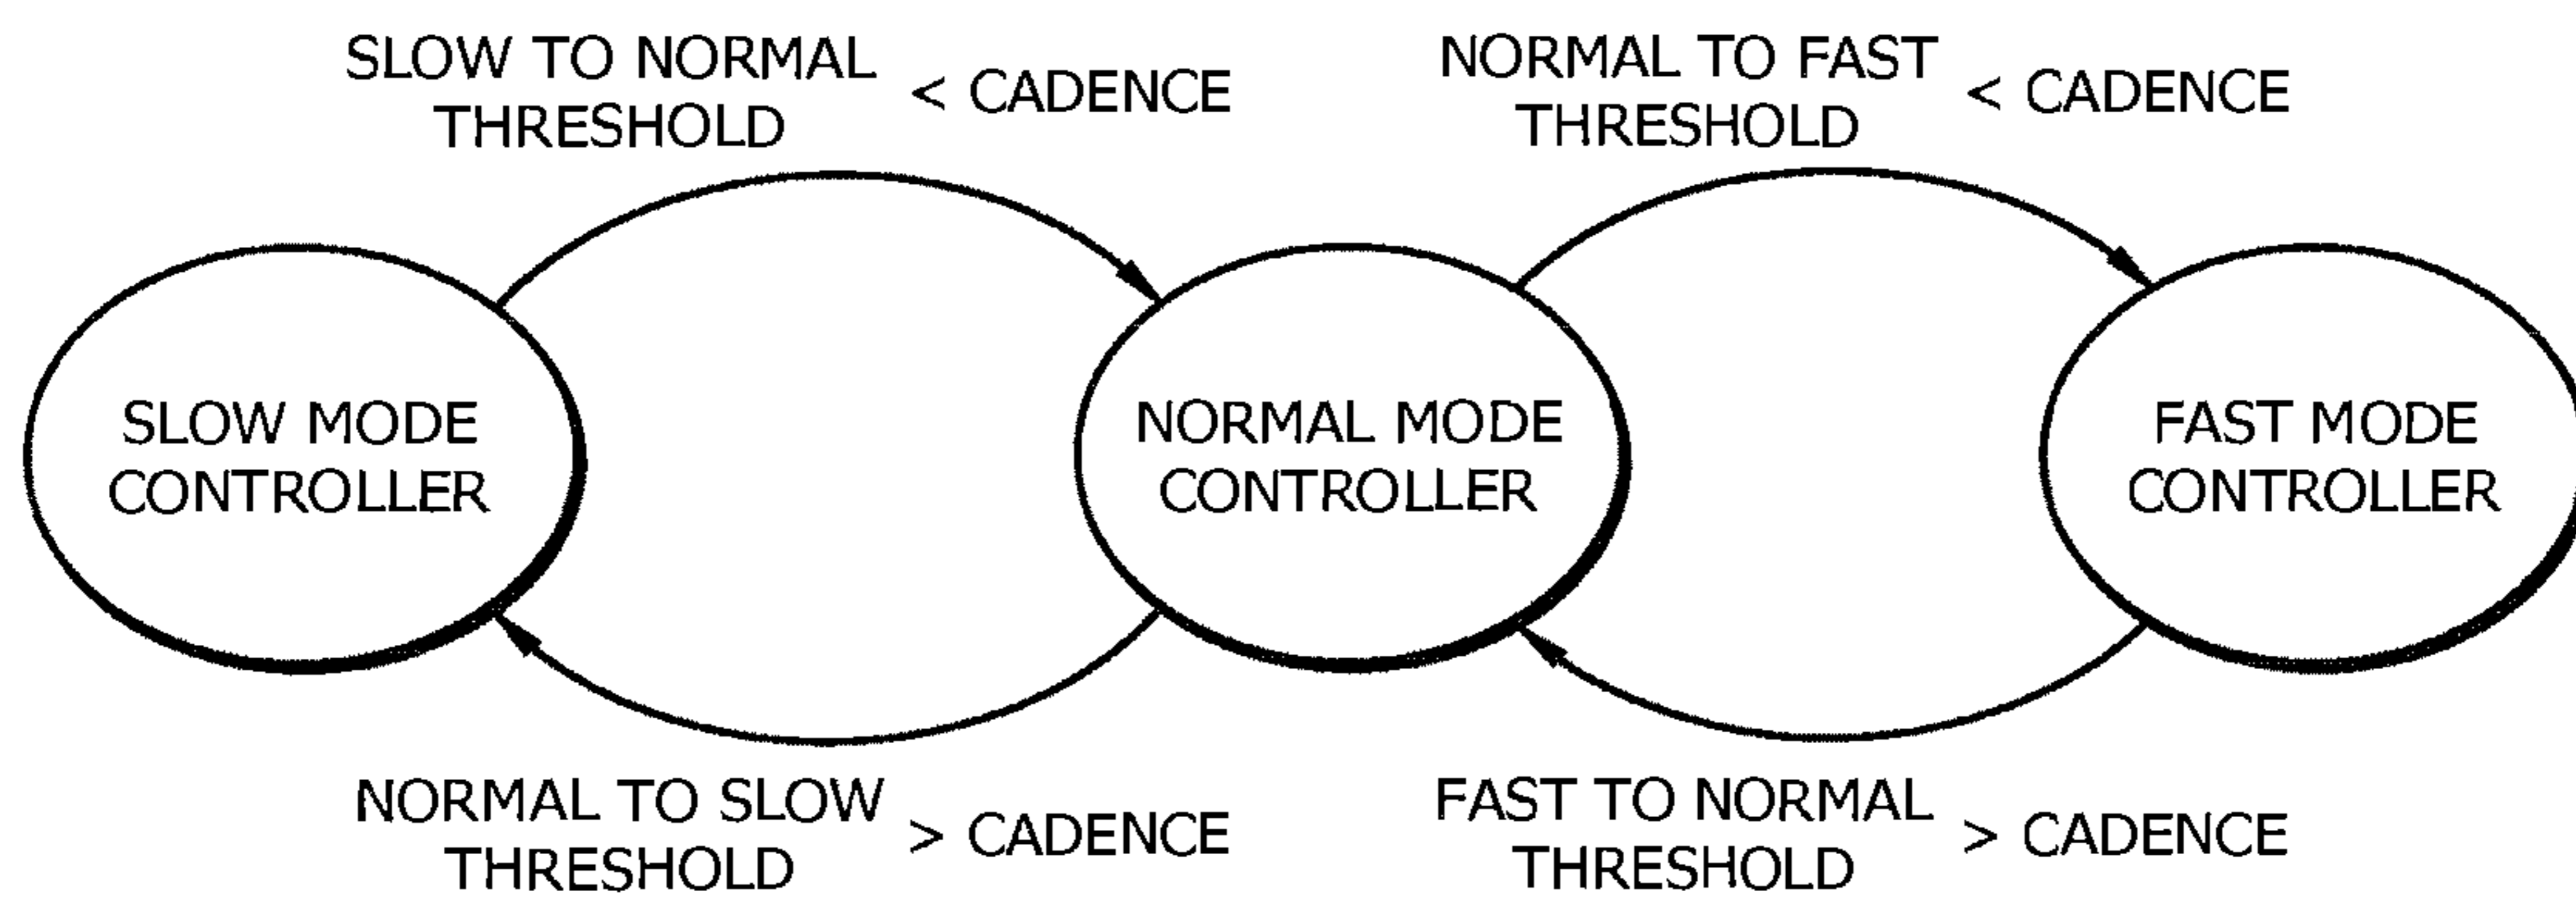 SLOW TO NORMAL
THRESHOLD
< CADENCE
NORMAL TO FAST
THRESHOLD
< CADENCE
SLOW MODE
CONTROLLER
NORMAL MODE
CONTROLLER
FAST MODE
CONTROLLER
NORMAL TO SLOW
THRESHOLD
> CADENCE
FAST TO NORMAL
THRESHOLD
> CADENCE